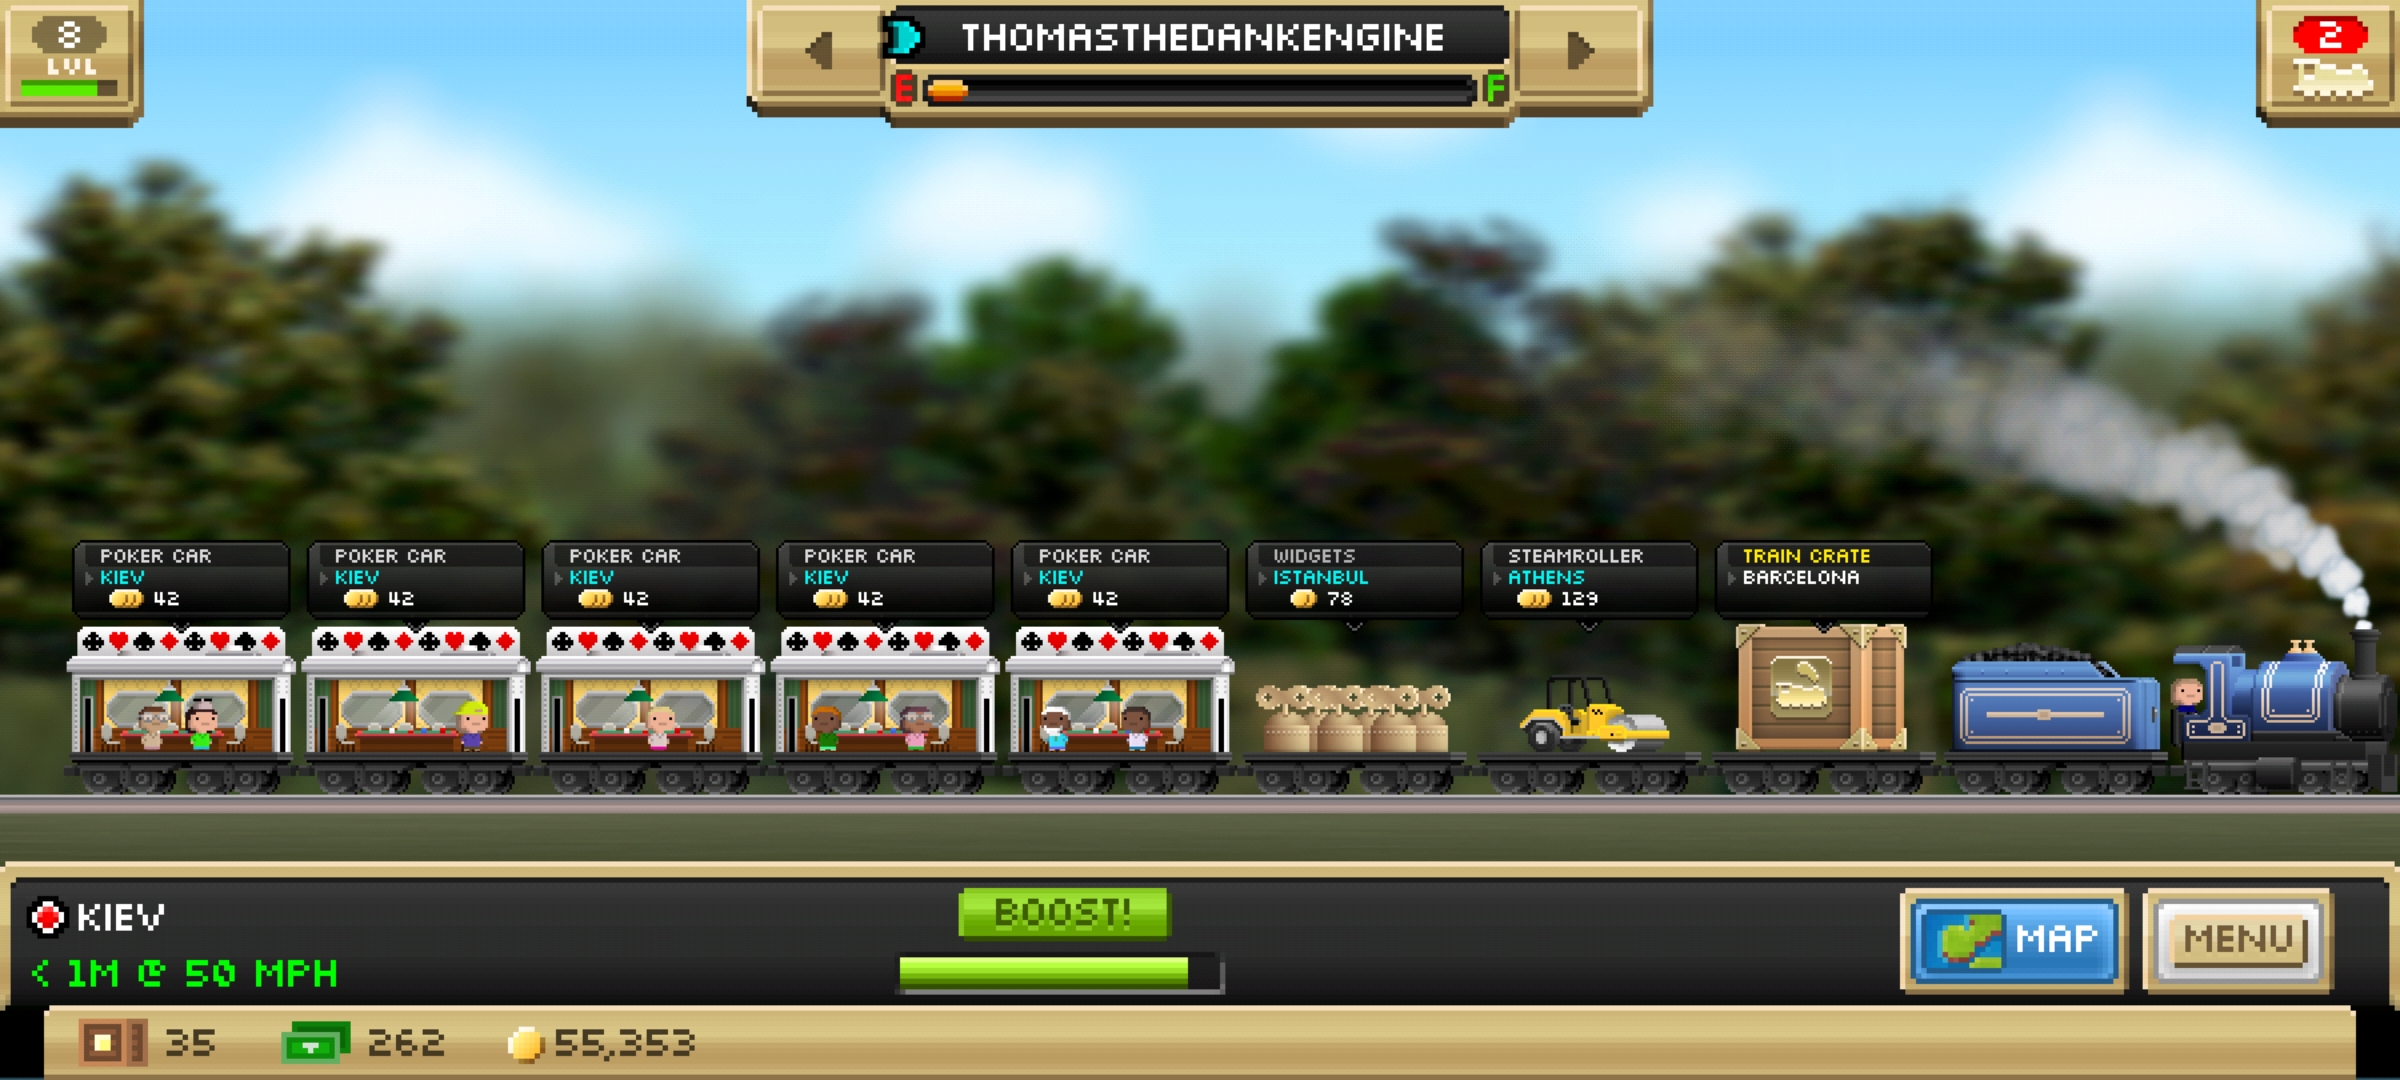 8
LVL
THOMASTHEDANKENGINE
E F
2
POKER CAR
KIEV
42
POKER CAR
KIEV
42
POKER CAR
KIEV
42
POKER CAR
KIEV
42
POKER CAR
KIEV
42
WIDGETS
ISTANBUL
78
STEAMROLLER
ATHENS
129
TRAIN CRATE
BARCELONA
KIEV
< 1M @ 50 MPH
BOOST!
MAP
MENU
35
262
55,353